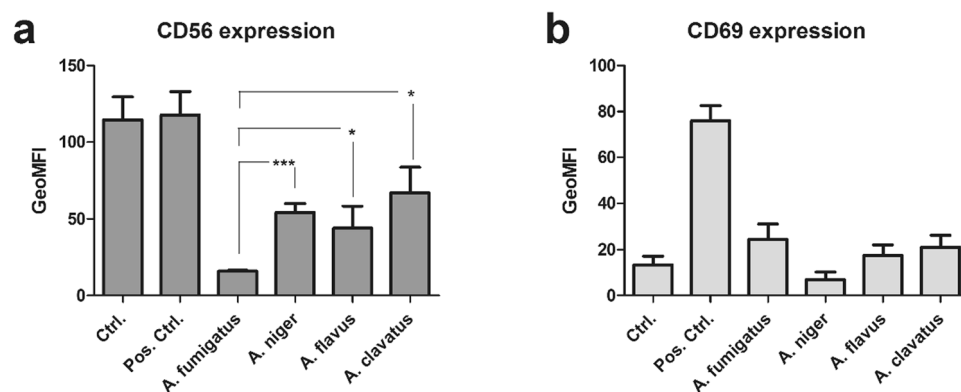 a
CD56 expression
GeoMFI
150
100
50
0
*
*
***
Ctrl.
Pos. Ctrl.
A. fumigatus
A. niger
A. flavus
A. clavatus
b
CD69 expression
GeoMFI
100
80
60
40
20
0
Ctrl.
Pos. Ctrl.
A. fumigatus
A. niger
A. flavus
A. clavatus